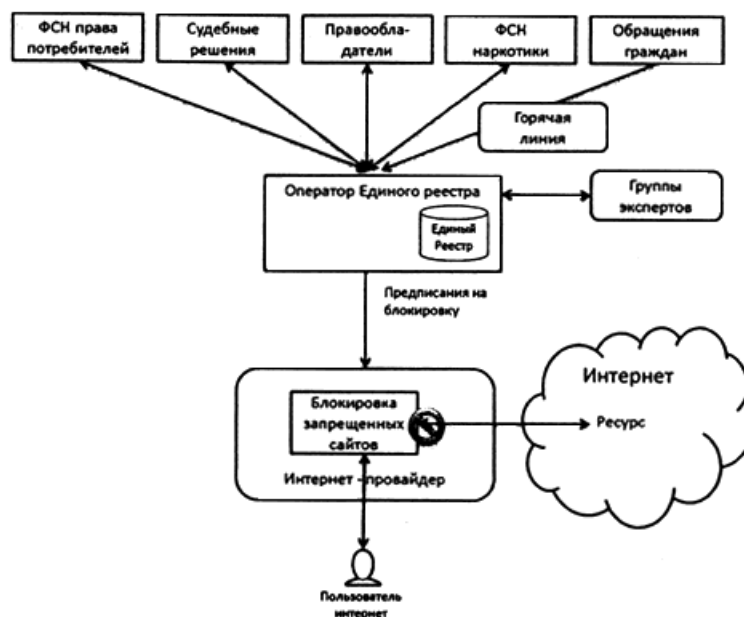 ФСН права
потребителей
Судебные
решения
Правообла-
датели
ФСН
наркотики
Обращения
граждан
Горячая
линия
Оператор Единого реестра
Группы
экспертов
Единый
Реестр
Предписания на
блокировку
Интернет
Блокировка
запрещенных
сайтов
Ресурс
Интернет - провайдер
Пользователь
интернет